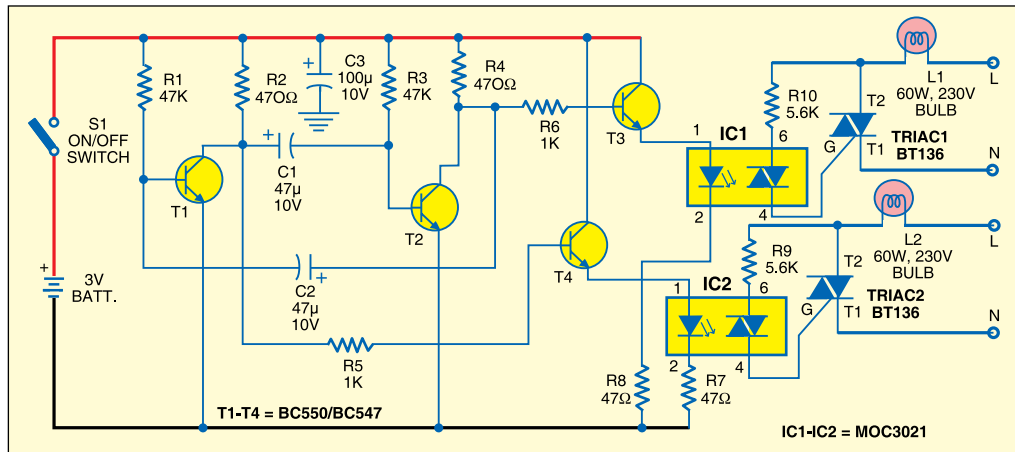 S1
ON/OFF
SWITCH
+
3V
BATT.
R1
47K
T1
R2
470Ω
+
C3
100µ
10V
+
C1
47µ
10V
R3
47K
T2
R4
470Ω
+
C2
47µ
10V
R5
1K
R6
1K
T3
T4
IC1
1
2
6
4
R10
5.6K
G
T2
T1
L1
60W, 230V
BULB
TRIAC1
BT136
L
N
IC2
1
2
6
4
R9
5.6K
G
T2
T1
L2
60W, 230V
BULB
TRIAC2
BT136
L
N
R8
47Ω
R7
47Ω
T1-T4 = BC550/BC547
IC1-IC2 = MOC3021